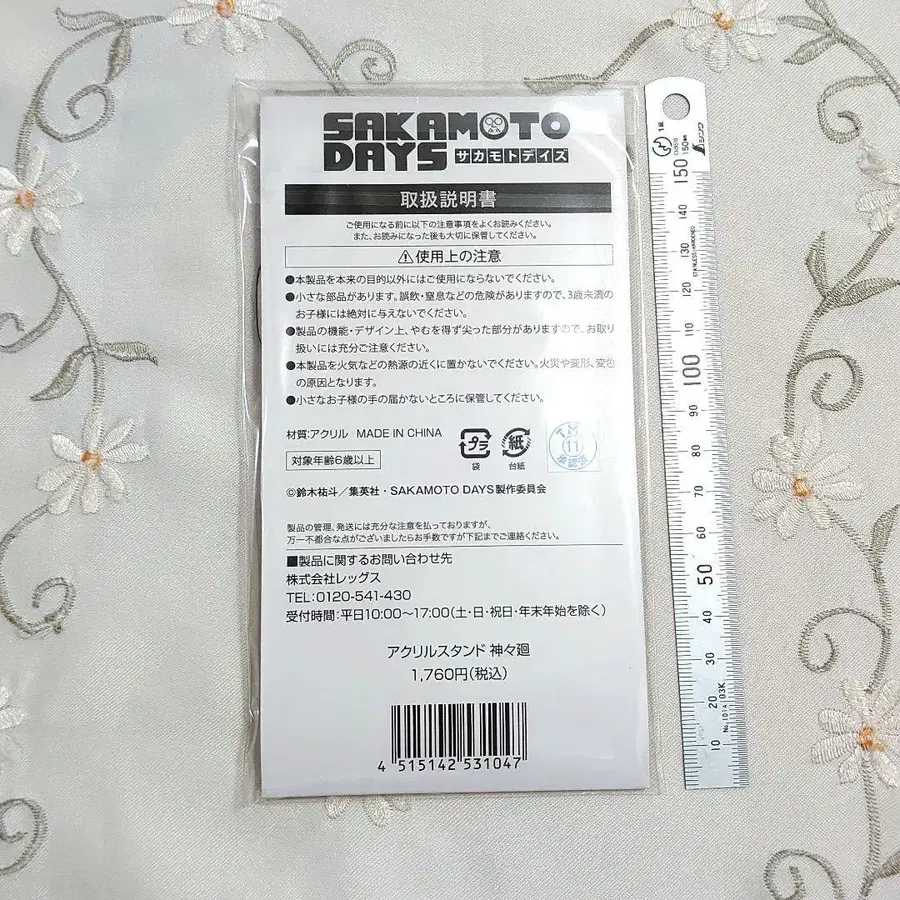 SAKAMOTO
DAYS サカモトデイズ
取扱説明書
ご使用になる前に以下の注意事項をよくお読みください。
また、お読みになった後も大切に保管してください。
使用上の注意
●本製品を本来の目的以外にはご使用にならないでください。
●小さな部品があります。誤飲・窒息などの危険がありますので、3歳未満の
お子様には絶対に与えないでください。
●製品の機能・デザイン上、やむを得ず尖った部分がありますので、お取り
扱いには充分ご注意ください。
●本製品を火気などの熱源の近くに置かないでください。火災や変形、変色
の原因となります。
●小さなお子様の手の届かないところに保管してください。
材質:アクリル MADE IN CHINA
プラ
袋
紙
台紙
T.M.
11
対象年齢6歳以上
©鈴木祐斗／集英社・SAKAMOTO DAYS製作委員会
製品の管理、発送には充分な注意を払っておりますが、
万一不都合な点がございましたらお手数ですが下記までご連絡ください。
■製品に関するお問い合わせ先
株式会社レッグス
TEL:0120-541-430
受付時間:平日10:00〜17:00(土・日・祝日・年末年始を除く)
アクリルスタンド 神々廻
1,760円(税込)
4 515142 531047
150
140
130
120
110
100
90
80
70
60
50
40
30
20
10
STAINLESS HARDENED
シンワ